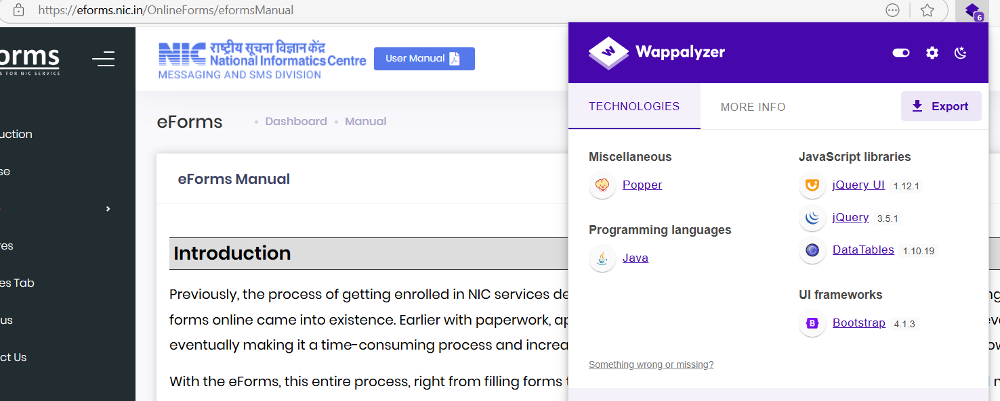 https://eforms.nic.in/OnlineForms/eformsManual
6
orms
S FOR NIC SERVICE
uction
se
res
es Tab
us
ct Us
NIC राष्ट्रीय सूचना विज्ञान केंद्र
National Informatics Centre
MESSAGING AND SMS DIVISION
User Manual
eForms
Dashboard
Manual
eForms Manual
Introduction
Previously, the process of getting enrolled in NIC services de
forms online came into existence. Earlier with paperwork, ap
eventually making it a time-consuming process and increa
With the eForms, this entire process, right from filling forms t
Wappalyzer
TECHNOLOGIES
MORE INFO
Export
Miscellaneous
Popper
Programming languages
Java
JavaScript libraries
jQuery UI 1.12.1
jQuery 3.5.1
DataTables 1.10.19
UI frameworks
Bootstrap 4.1.3
Something wrong or missing?